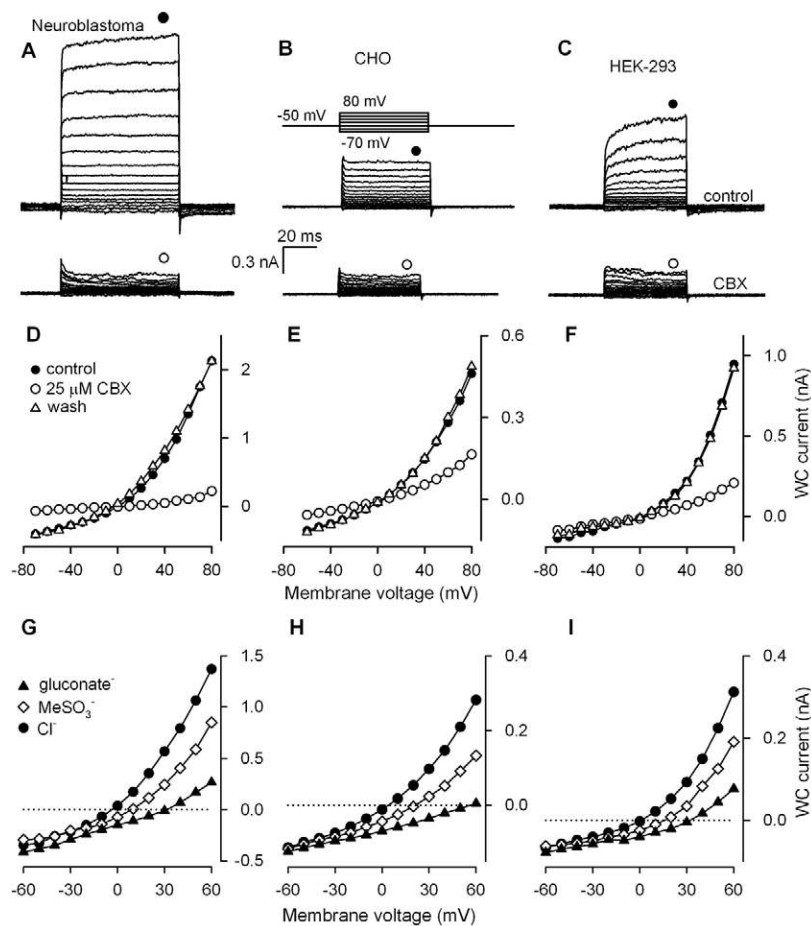 Neuroblastoma
A
B
CHO
80 mV
-50 mV
-70 mV
C
HEK-293
control
20 ms
0.3 nA
CBX
D
control
25 μM CBX
wash
2
1
0
-80 -40 0 40 80
E
0.6
0.3
0.0
-80 -40 0 40 80
Membrane voltage (mV)
F
1.0
0.5
0.0
-80 -40 0 40 80
WC current (nA)
G
gluconate⁻
MeSO₃⁻
Cl⁻
1.5
1.0
0.5
0.0
-0.5
-60 -30 0 30 60
H
0.4
0.2
0.0
-60 -30 0 30 60
Membrane voltage (mV)
I
0.4
0.2
0.0
-60 -30 0 30 60
WC current (nA)